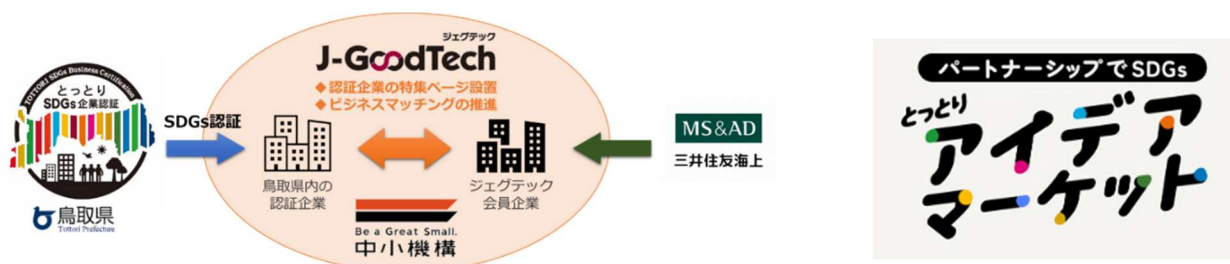 TOTTORI SDGs Business Certification
とっとり
SDGs企業認証
鳥取県
Tottori Prefecture
SDGs認証
ジェグテック
J-GoodTech
◆認証企業の特集ページ設置
◆ビジネスマッチングの推進
鳥取県内の
認証企業
ジェグテック
会員企業
Be a Great Small.
中小機構
MS&AD
三井住友海上
パートナーシップでSDGs
とっとり
アイデア
マーケット